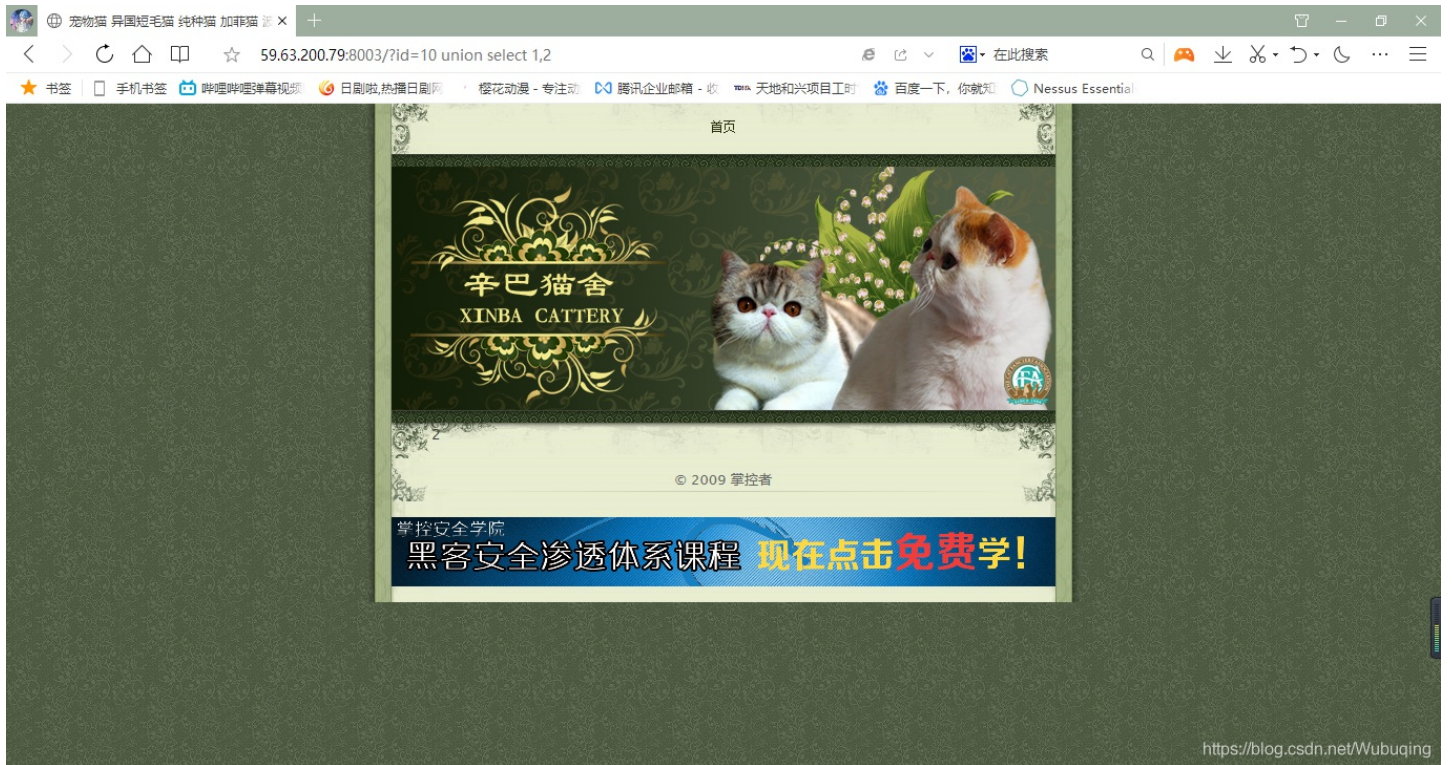 宠物猫 异国短毛猫 纯种猫 加菲猫
59.63.200.79:8003/?id=10 union select 1,2
在此搜索
书签 手机书签 哔哩哔哩弹幕视频 日剧啦,热播日剧网 樱花动漫 - 专注动 腾讯企业邮箱 - 收 天地和兴项目工时 百度一下，你就知 Nessus Essential
首页
辛巴猫舍
XINBA CATTERY
2
© 2009 掌控者
掌控安全学院
黑客安全渗透体系课程 现在点击免费学!
https://blog.csdn.net/Wubuqing